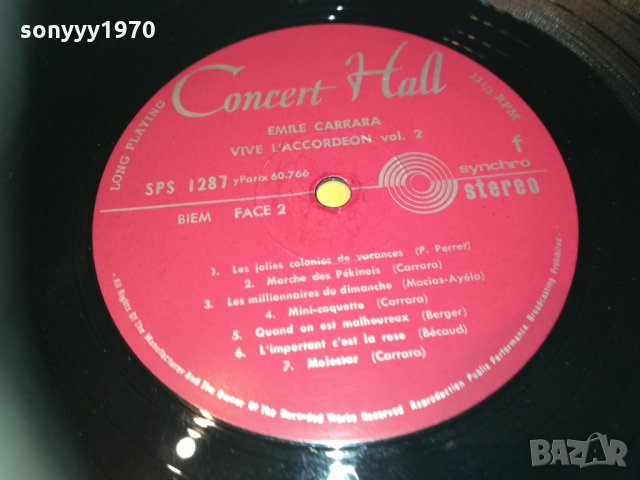 sonyyy1970
Concert Hall
LONG PLAYING
33 1/3 RPM
EMILE CARRARA
VIVE L'ACCORDEON vol. 2
f
SPS 1287 y Parix 60.766
synchro
stereo
BIEM FACE 2
1. Les jolies colonies de vacances (P. Perret)
2. Marche des Pékinois (Carrara)
3. Les millionnaires du dimanche (Macias-Ayéla)
4. Mini-coquette (Carrara)
5. Quand on est malheureux (Berger)
6. L'important c'est la rose (Bécaud)
7. Molostar (Carrara)
- All Rights Of The Manufacturer And The Owner Of The Recorded Works Reserved. Reproduction Public Performance Broadcasting Prohibited -
BAZAR